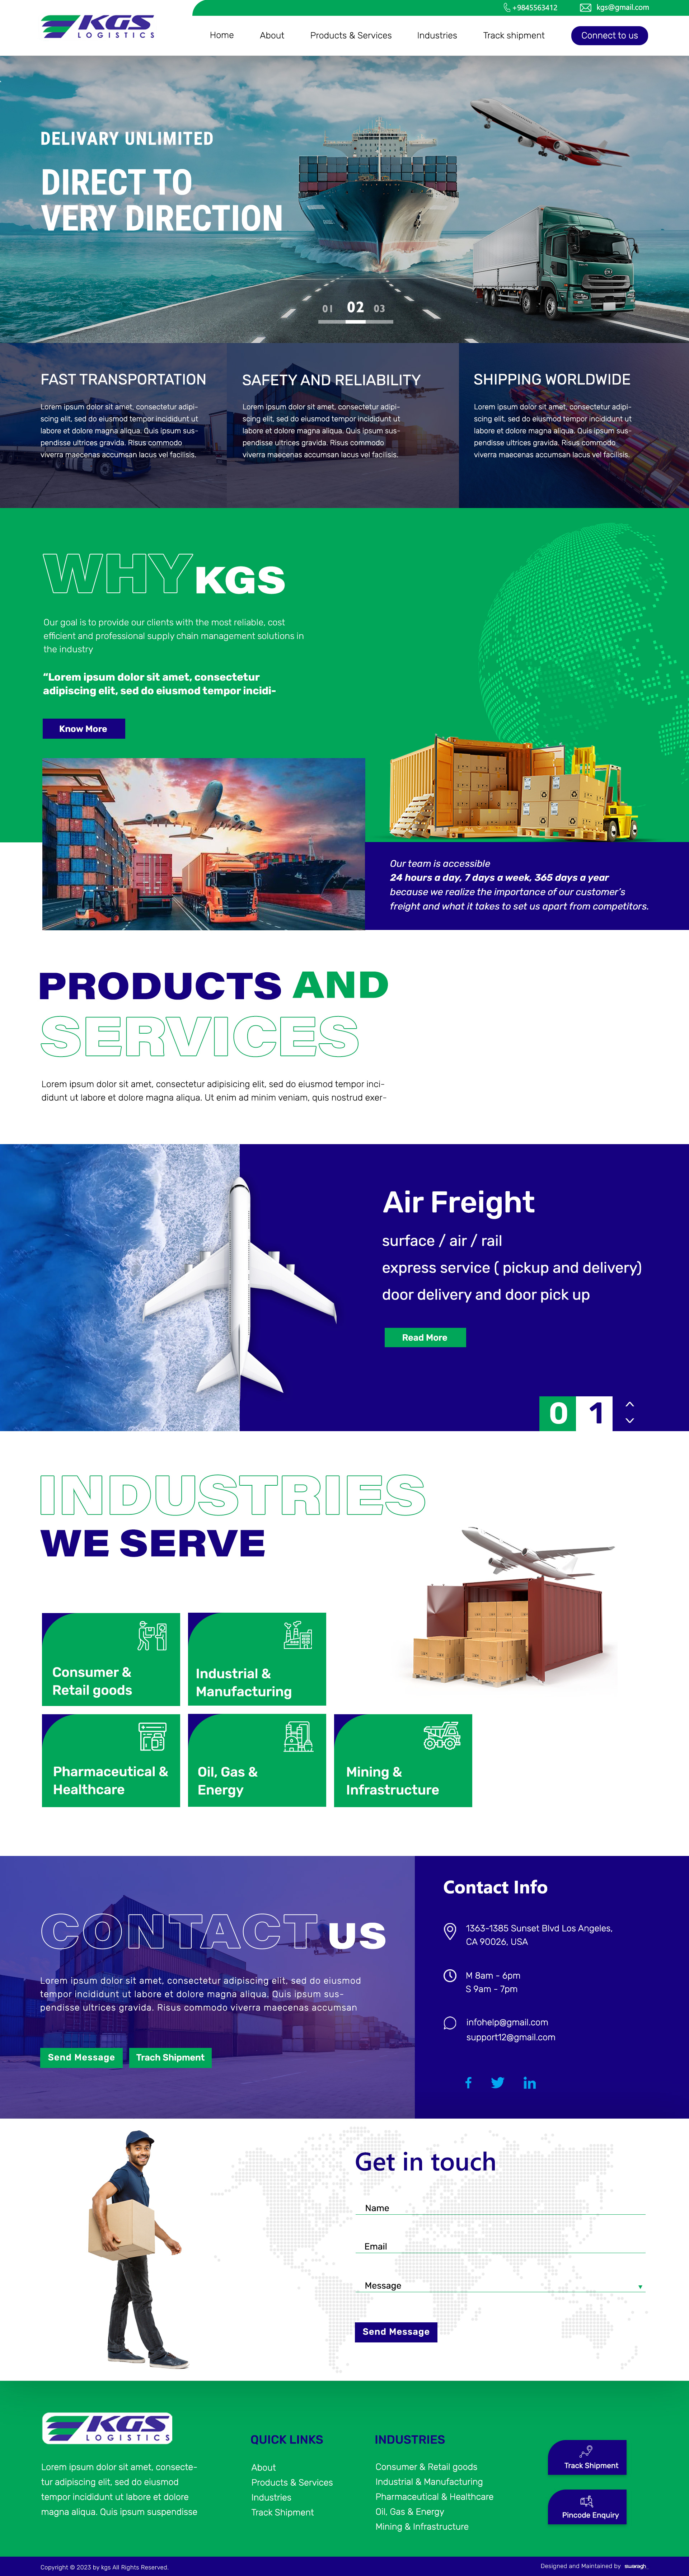 KGS
LOGISTICS
+9845563412
kgs@gmail.com
Home
About
Products & Services
Industries
Track shipment
Connect to us
DELIVARY UNLIMITED
DIRECT TO
VERY DIRECTION
01 02 03
FAST TRANSPORTATION
Lorem ipsum dolor sit amet, consectetur adipi-
scing elit, sed do eiusmod tempor incididunt ut
labore et dolore magna aliqua. Quis ipsum sus-
pendisse ultrices gravida. Risus commodo
viverra maecenas accumsan lacus vel facilisis.
SAFETY AND RELIABILITY
Lorem ipsum dolor sit amet, consectetur adipi-
scing elit, sed do eiusmod tempor incididunt ut
labore et dolore magna aliqua. Quis ipsum sus-
pendisse ultrices gravida. Risus commodo
viverra maecenas accumsan lacus vel facilisis.
SHIPPING WORLDWIDE
Lorem ipsum dolor sit amet, consectetur adipi-
scing elit, sed do eiusmod tempor incididunt ut
labore et dolore magna aliqua. Quis ipsum sus-
pendisse ultrices gravida. Risus commodo
viverra maecenas accumsan lacus vel facilisis.
WHY KGS
Our goal is to provide our clients with the most reliable, cost
efficient and professional supply chain management solutions in
the industry
“Lorem ipsum dolor sit amet, consectetur
adipiscing elit, sed do eiusmod tempor incidi-
Know More
Our team is accessible
24 hours a day, 7 days a week, 365 days a year
because we realize the importance of our customer’s
freight and what it takes to set us apart from competitors.
PRODUCTS AND
SERVICES
Lorem ipsum dolor sit amet, consectetur adipisicing elit, sed do eiusmod tempor inci-
didunt ut labore et dolore magna aliqua. Ut enim ad minim veniam, quis nostrud exer-
Air Freight
surface / air / rail
express service ( pickup and delivery)
door delivery and door pick up
Read More
0 1
INDUSTRIES
WE SERVE
Consumer &
Retail goods
Industrial &
Manufacturing
Pharmaceutical &
Healthcare
Oil, Gas &
Energy
Mining &
Infrastructure
CONTACT us
Lorem ipsum dolor sit amet, consectetur adipiscing elit, sed do eiusmod
tempor incididunt ut labore et dolore magna aliqua. Quis ipsum sus-
pendisse ultrices gravida. Risus commodo viverra maecenas accumsan
Send Message
Trach Shipment
Contact Info
1363-1385 Sunset Blvd Los Angeles,
CA 90026, USA
M 8am - 6pm
S 9am - 7pm
infohelp@gmail.com
support12@gmail.com
Get in touch
Name
Email
Message
Send Message
KGS
LOGISTICS
Lorem ipsum dolor sit amet, consecte-
tur adipiscing elit, sed do eiusmod
tempor incididunt ut labore et dolore
magna aliqua. Quis ipsum suspendisse
QUICK LINKS
About
Products & Services
Industries
Track Shipment
INDUSTRIES
Consumer & Retail goods
Industrial & Manufacturing
Pharmaceutical & Healthcare
Oil, Gas & Energy
Mining & Infrastructure
Track Shipment
Pincode Enquiry
Copyright © 2023 by kgs All Rights Reserved.
Designed and Maintained by